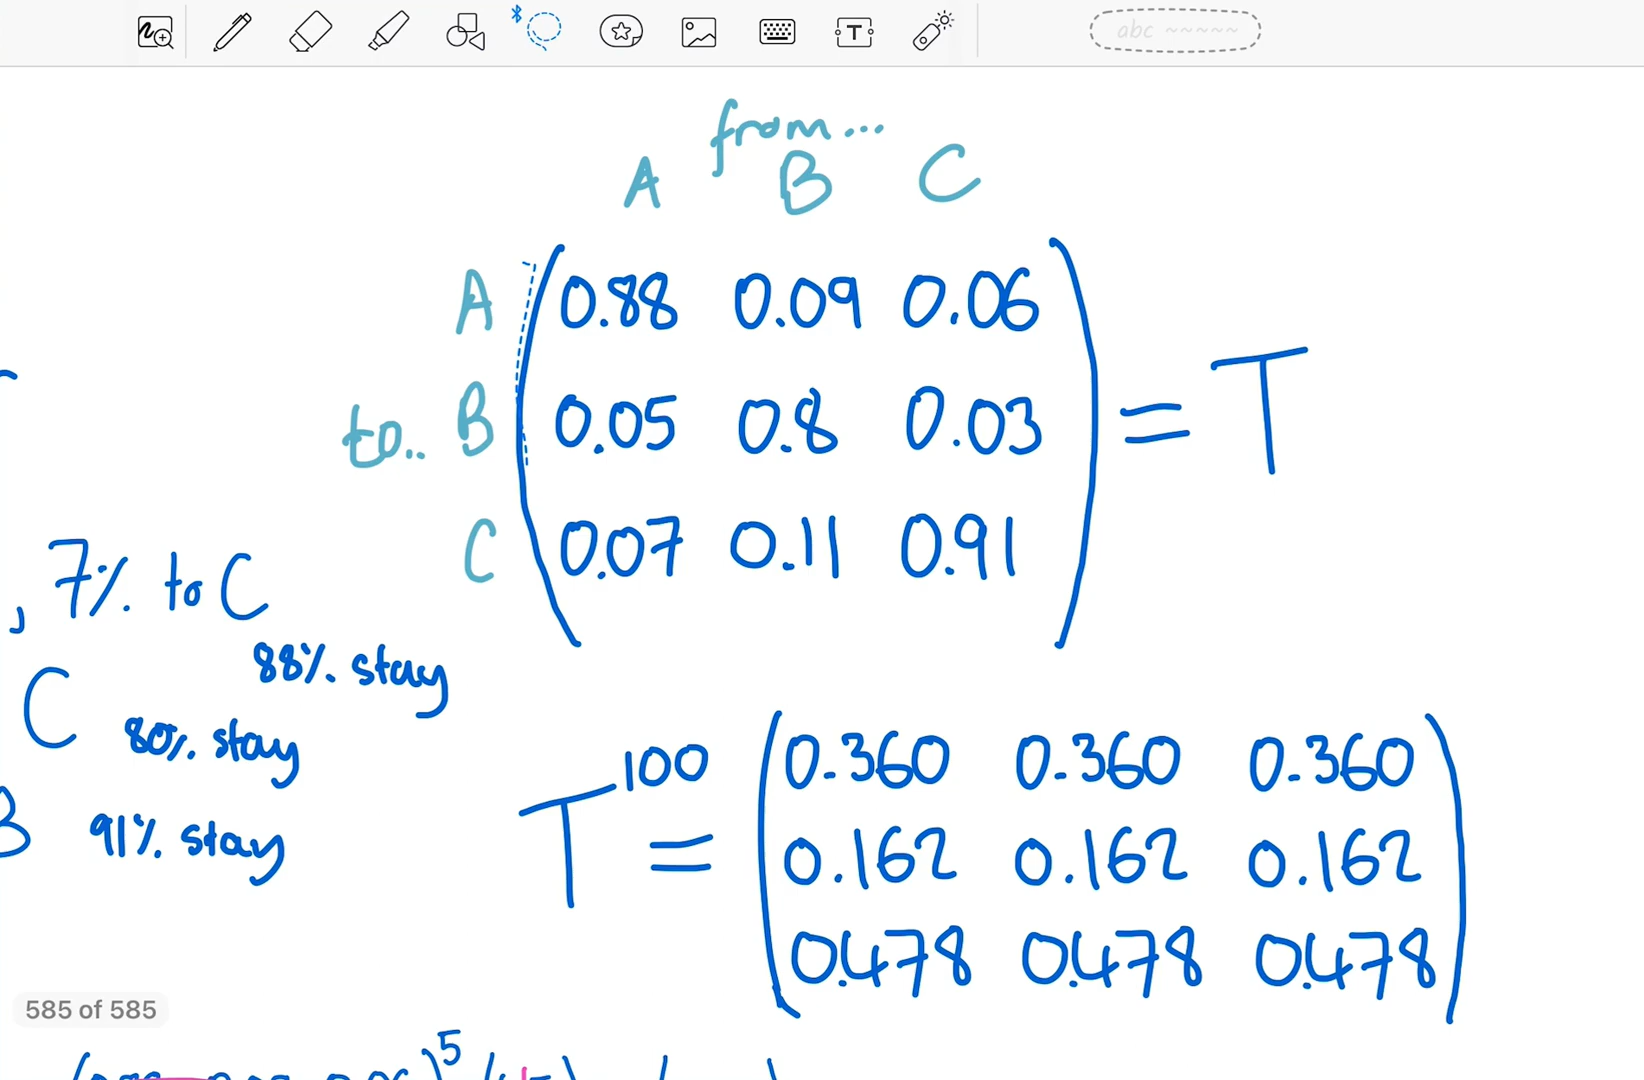 abc
from...
A B C
A 0.88 0.09 0.06
to.. B 0.05 0.8 0.03 = T
C 0.07 0.11 0.91
, 7% to C
88% stay
C 80% stay
B 91% stay
T^100 = 0.360 0.360 0.360
0.162 0.162 0.162
0.478 0.478 0.478
585 of 585
5